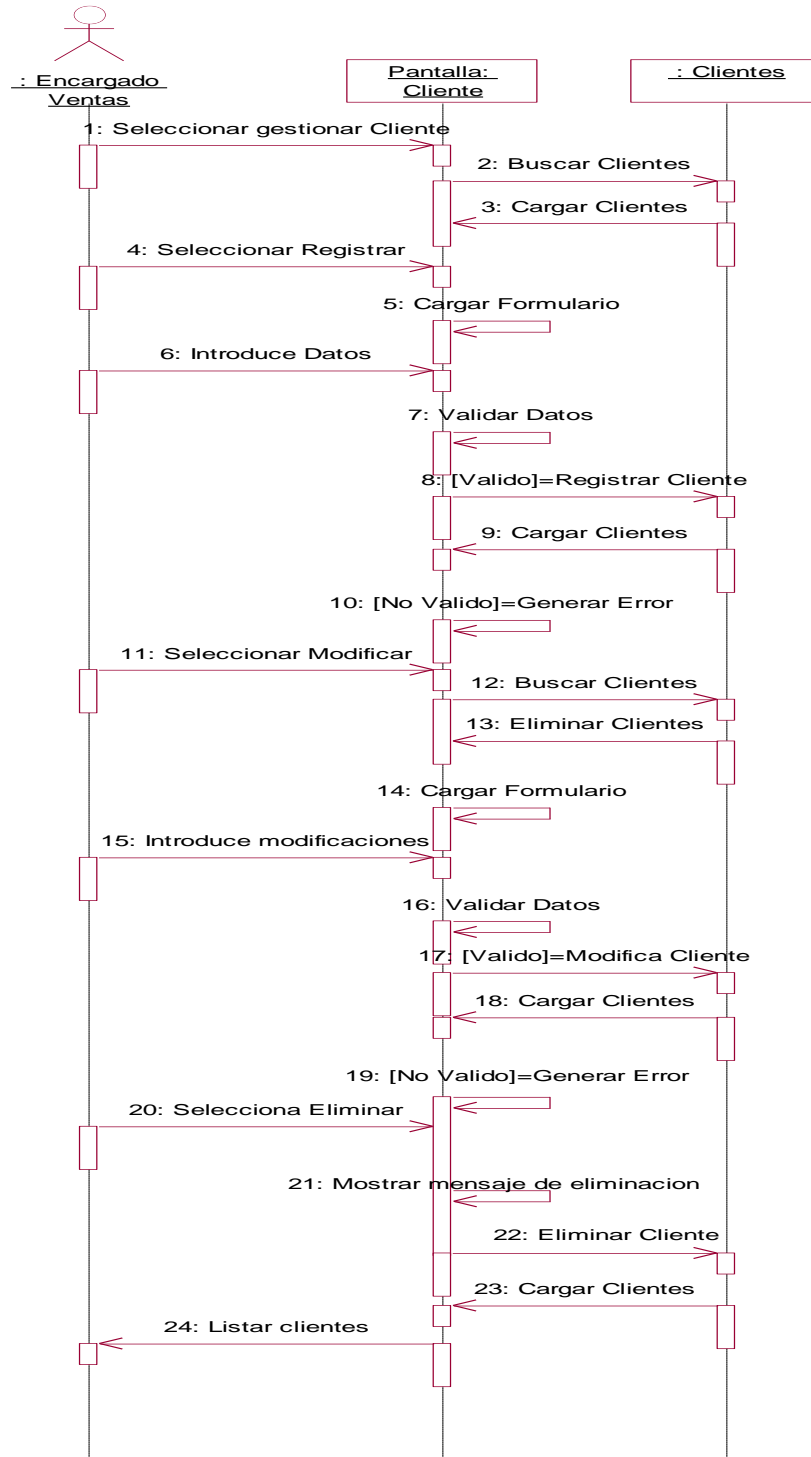 : Encargado
Ventas
Pantalla:
Cliente
: Clientes
1: Seleccionar gestionar Cliente
2: Buscar Clientes
3: Cargar Clientes
4: Seleccionar Registrar
5: Cargar Formulario
6: Introduce Datos
7: Validar Datos
8: [Valido]=Registrar Cliente
9: Cargar Clientes
10: [No Valido]=Generar Error
11: Seleccionar Modificar
12: Buscar Clientes
13: Eliminar Clientes
14: Cargar Formulario
15: Introduce modificaciones
16: Validar Datos
17: [Valido]=Modifica Cliente
18: Cargar Clientes
19: [No Valido]=Generar Error
20: Selecciona Eliminar
21: Mostrar mensaje de eliminacion
22: Eliminar Cliente
23: Cargar Clientes
24: Listar clientes